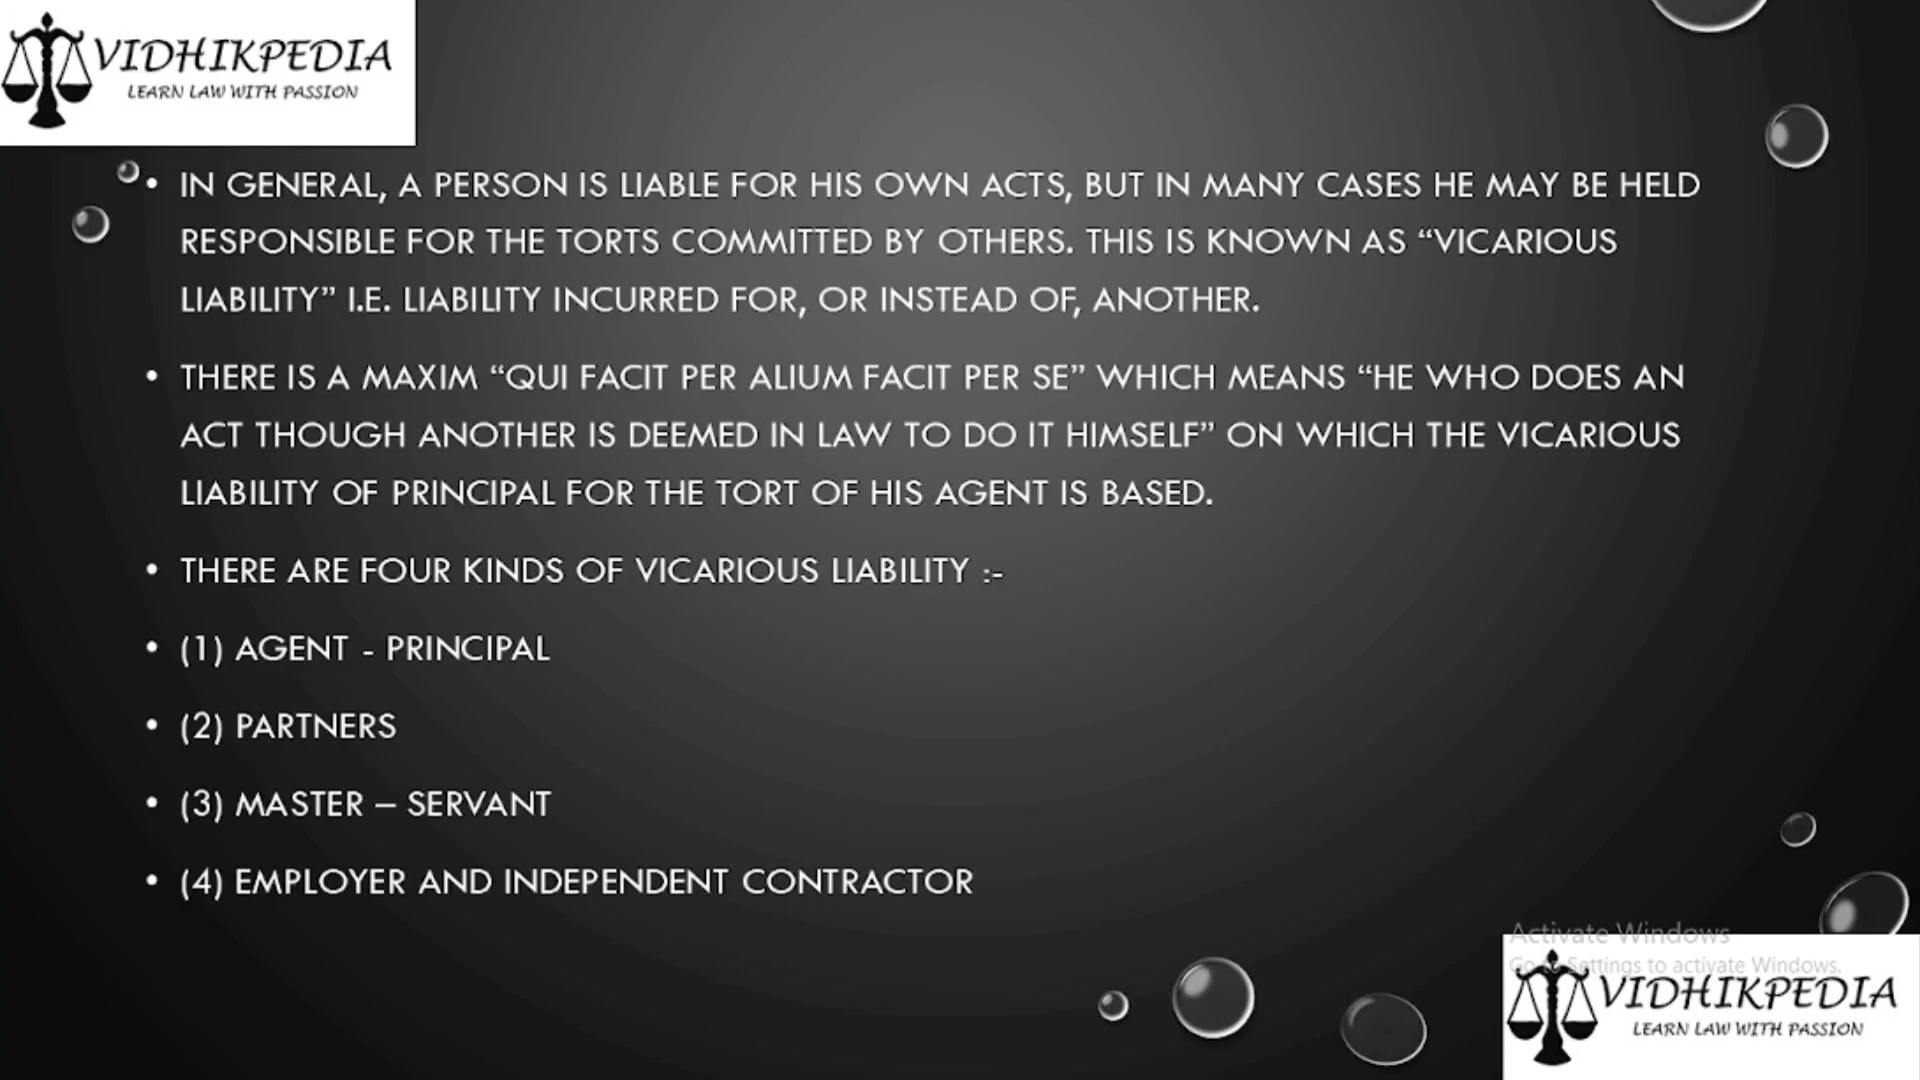 VIDHIKPEDIA
LEARN LAW WITH PASSION
• IN GENERAL, A PERSON IS LIABLE FOR HIS OWN ACTS, BUT IN MANY CASES HE MAY BE HELD
RESPONSIBLE FOR THE TORTS COMMITTED BY OTHERS. THIS IS KNOWN AS “VICARIOUS
LIABILITY” I.E. LIABILITY INCURRED FOR, OR INSTEAD OF, ANOTHER.
• THERE IS A MAXIM “QUI FACIT PER ALIUM FACIT PER SE” WHICH MEANS “HE WHO DOES AN
ACT THOUGH ANOTHER IS DEEMED IN LAW TO DO IT HIMSELF” ON WHICH THE VICARIOUS
LIABILITY OF PRINCIPAL FOR THE TORT OF HIS AGENT IS BASED.
• THERE ARE FOUR KINDS OF VICARIOUS LIABILITY :-
• (1) AGENT - PRINCIPAL
• (2) PARTNERS
• (3) MASTER – SERVANT
• (4) EMPLOYER AND INDEPENDENT CONTRACTOR
Activate Windows
Go to Settings to activate Windows.
VIDHIKPEDIA
LEARN LAW WITH PASSION